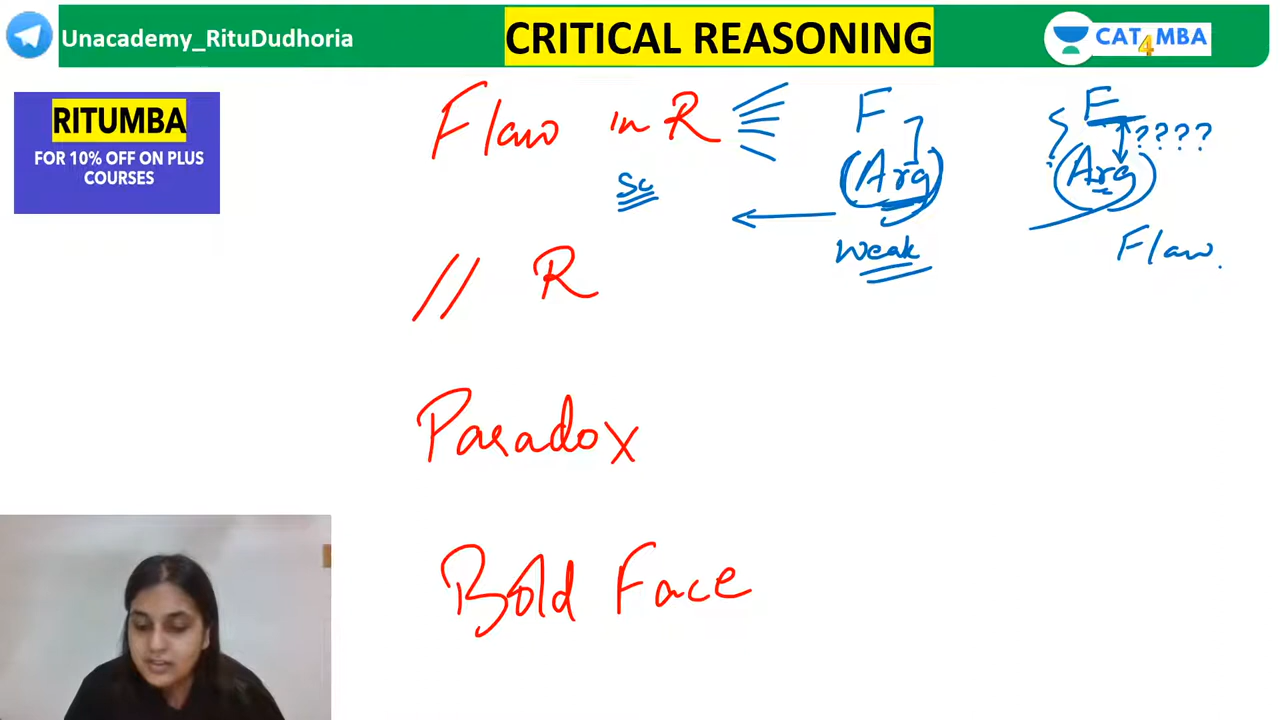 Unacademy_RituDudhoria
CRITICAL REASONING
CAT4MBA
RITUMBA
FOR 10% OFF ON PLUS
COURSES
Flaw in R
F
F
????
(Arg)
(Arg)
weak
Flaw.
// R
Paradox
Bold Face